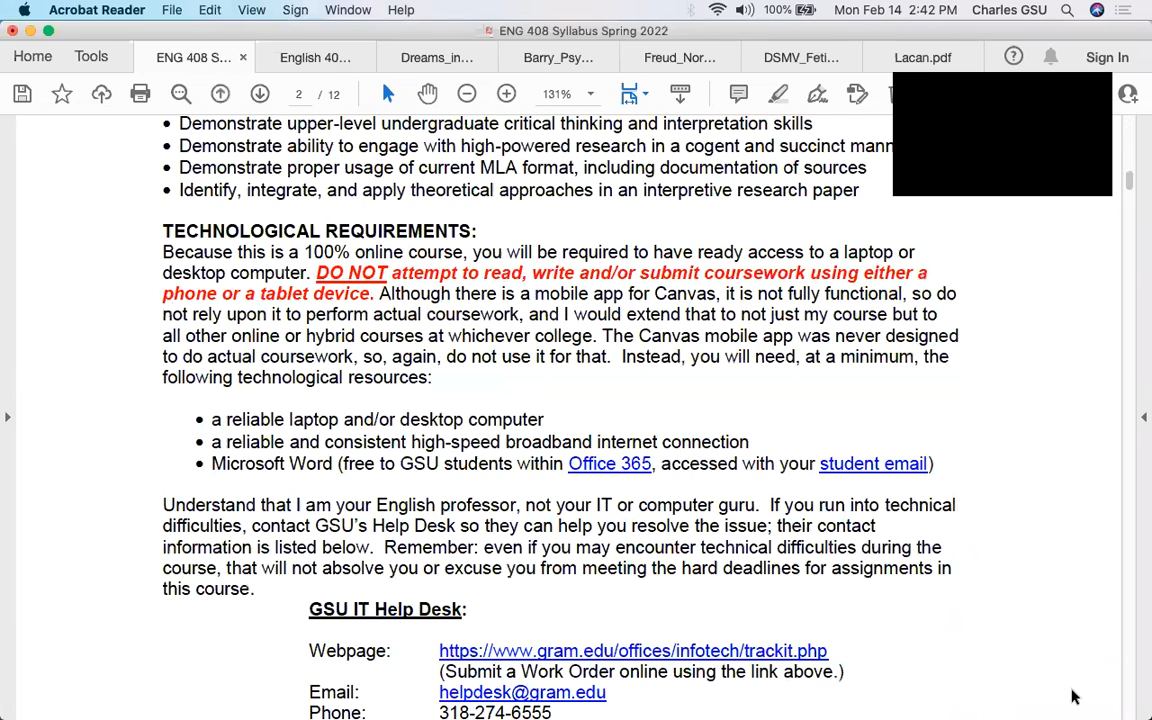 Acrobat Reader File Edit View Sign Window Help 100% Mon Feb 14 2:42 PM Charles GSU
ENG 408 Syllabus Spring 2022
Home Tools ENG 408 S... × English 40... Dreams_in... Barry_Psy... Freud_Nor... DSMV_Feti... Lacan.pdf Sign In
2 / 12 131%
• Demonstrate upper-level undergraduate critical thinking and interpretation skills
• Demonstrate ability to engage with high-powered research in a cogent and succinct mann
• Demonstrate proper usage of current MLA format, including documentation of sources
• Identify, integrate, and apply theoretical approaches in an interpretive research paper
TECHNOLOGICAL REQUIREMENTS:
Because this is a 100% online course, you will be required to have ready access to a laptop or
desktop computer. DO NOT attempt to read, write and/or submit coursework using either a
phone or a tablet device. Although there is a mobile app for Canvas, it is not fully functional, so do
not rely upon it to perform actual coursework, and I would extend that to not just my course but to
all other online or hybrid courses at whichever college. The Canvas mobile app was never designed
to do actual coursework, so, again, do not use it for that. Instead, you will need, at a minimum, the
following technological resources:
• a reliable laptop and/or desktop computer
• a reliable and consistent high-speed broadband internet connection
• Microsoft Word (free to GSU students within Office 365, accessed with your student email)
Understand that I am your English professor, not your IT or computer guru. If you run into technical
difficulties, contact GSU's Help Desk so they can help you resolve the issue; their contact
information is listed below. Remember: even if you may encounter technical difficulties during the
course, that will not absolve you or excuse you from meeting the hard deadlines for assignments in
this course.
GSU IT Help Desk:
Webpage: https://www.gram.edu/offices/infotech/trackit.php
(Submit a Work Order online using the link above.)
Email: helpdesk@gram.edu
Phone: 318-274-6555